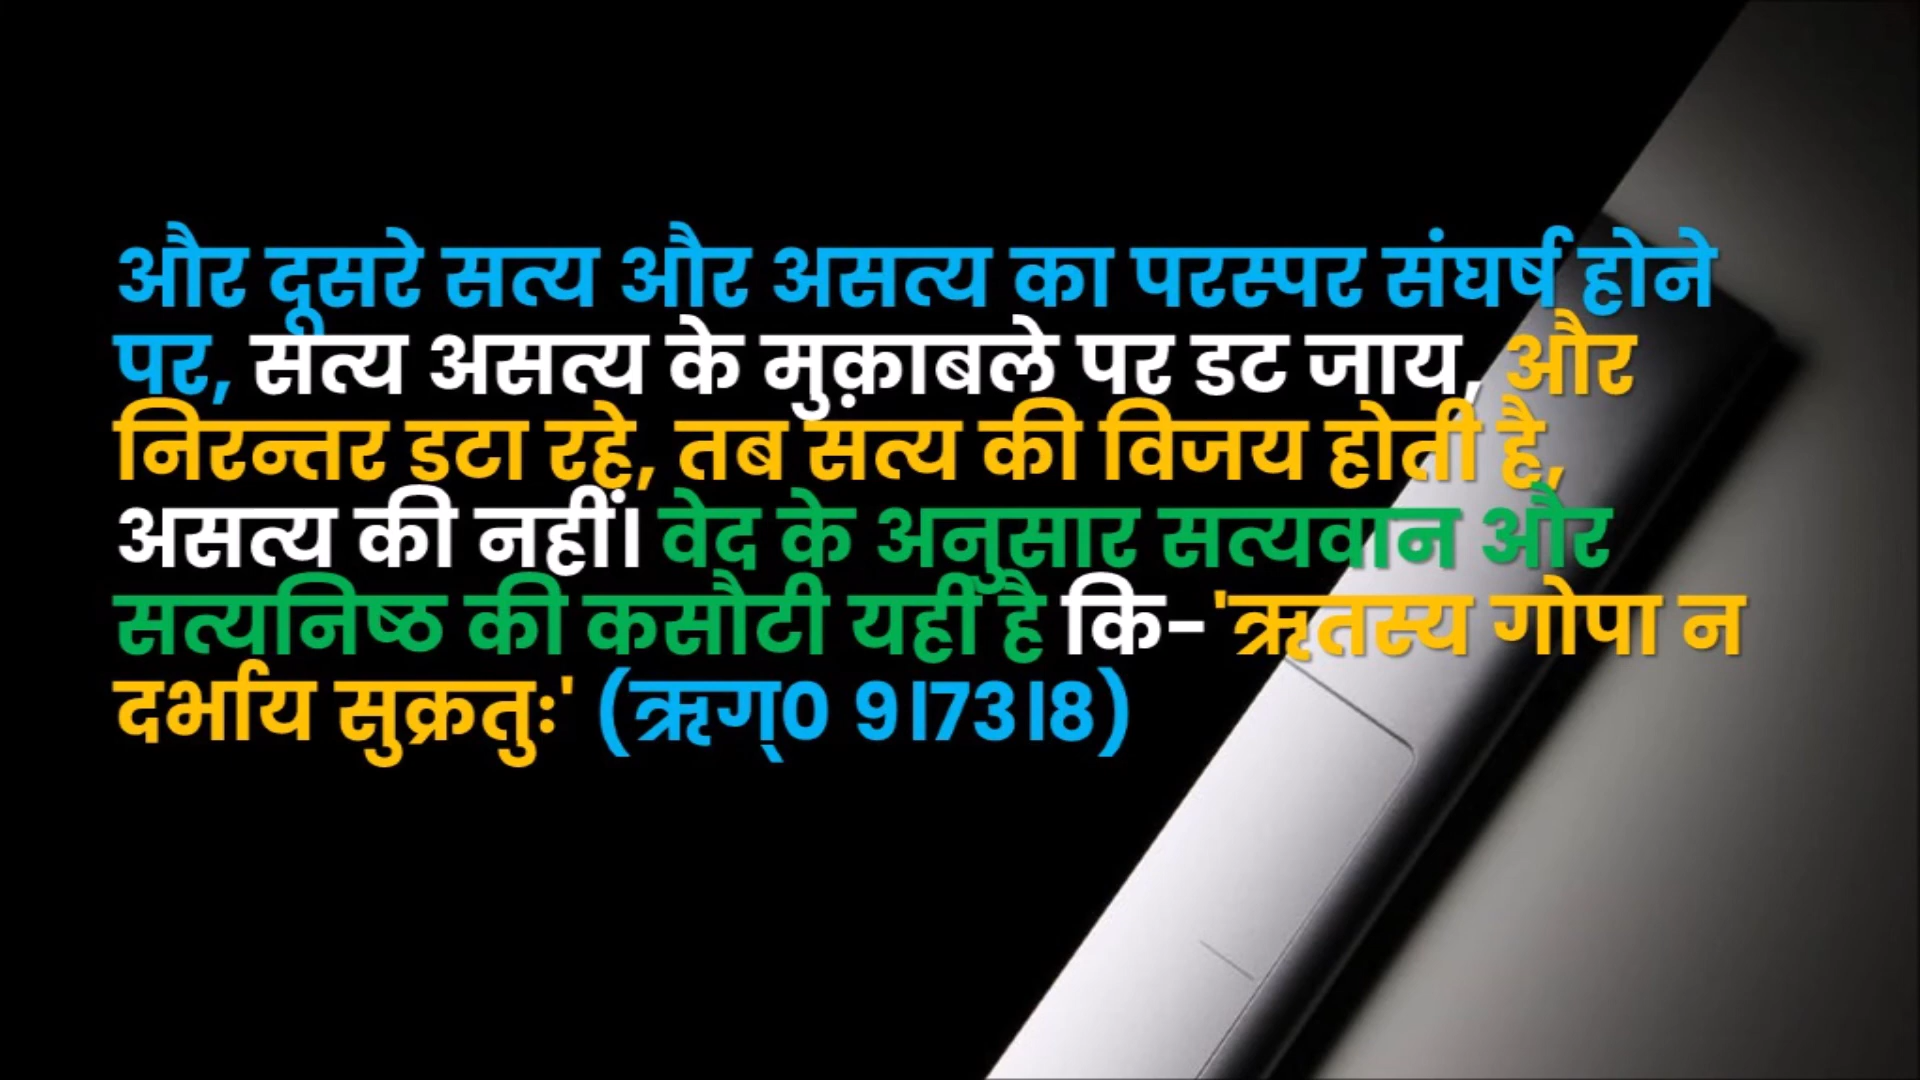 और दूसरे सत्य और असत्य का परस्पर संघर्ष होने
पर, सत्य असत्य के मुक़ाबले पर डट जाय, और
निरन्तर डटा रहे, तब सत्य की विजय होती है,
असत्य की नहीं। वेद के अनुसार सत्यवान और
सत्यनिष्ठ की कसौटी यही है कि-'ऋतस्य गोपा न
दर्भाय सुक्रतुः' (ऋग्0 9।73।8)